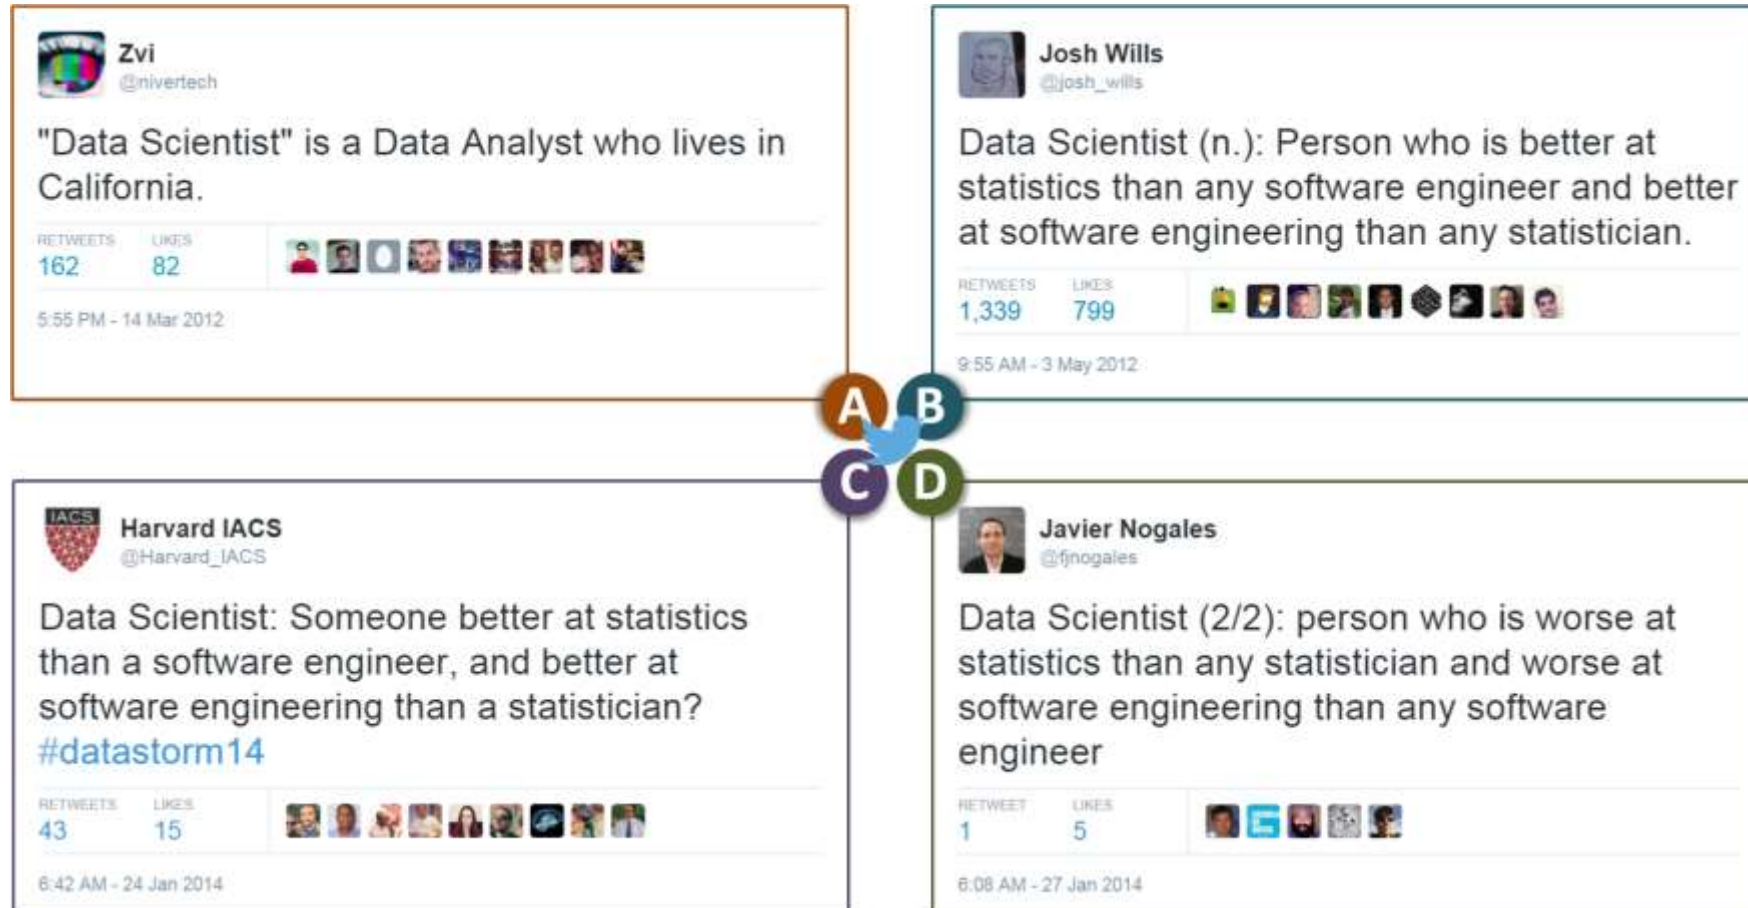 Zvi
@nivertech
"Data Scientist" is a Data Analyst who lives in
California.
RETWEETS LIKES
162 82
5:55 PM - 14 Mar 2012
Josh Wills
@josh_wills
Data Scientist (n.): Person who is better at
statistics than any software engineer and better
at software engineering than any statistician.
RETWEETS LIKES
1,339 799
9:55 AM - 3 May 2012
A B
C D
IACS
Harvard IACS
@Harvard_IACS
Data Scientist: Someone better at statistics
than a software engineer, and better at
software engineering than a statistician?
#datastorm14
RETWEETS LIKES
43 15
6:42 AM - 24 Jan 2014
Javier Nogales
@fjnogales
Data Scientist (2/2): person who is worse at
statistics than any statistician and worse at
software engineering than any software
engineer
RETWEET LIKES
1 5
6:08 AM - 27 Jan 2014